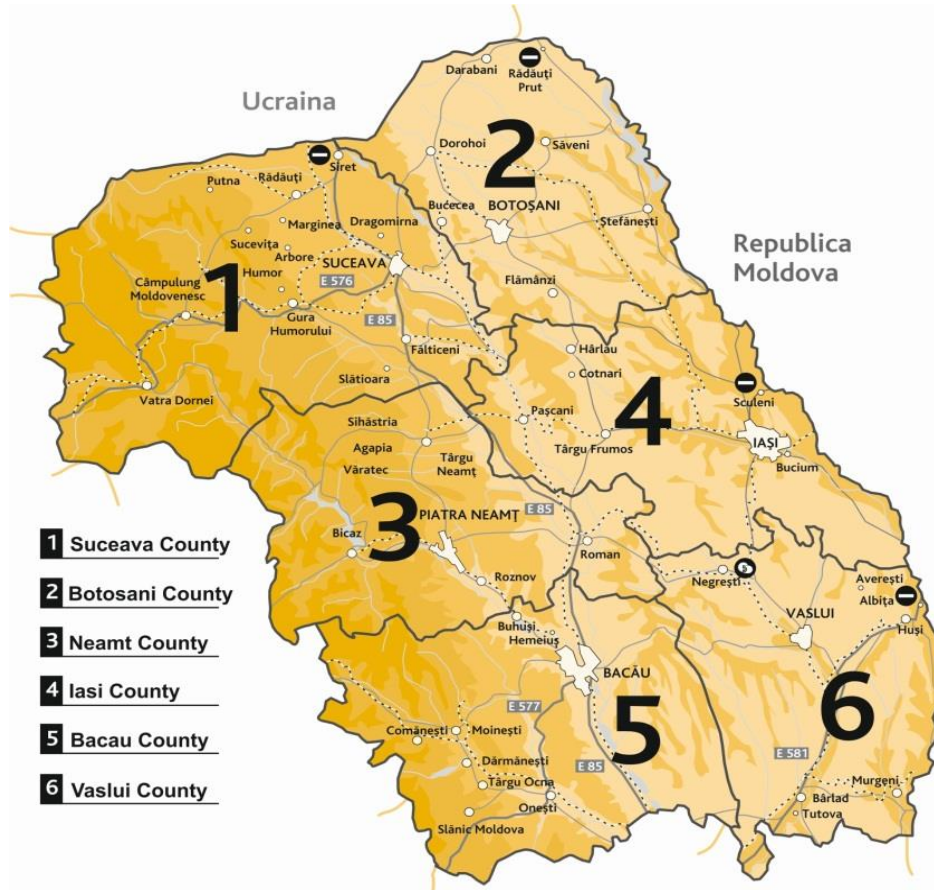 Ucraina
Darabani
Rădăuți
Prut
2
Dorohoi
Săveni
Siret
Putna
Rădăuți
Bucecea
BOTOȘANI
Ștefănești
Marginea
Dragomirna
Sucevița
Arbore
SUCEAVA
Republica
Moldova
1
Humor
E 576
Câmpulung
Moldovenesc
Flămânzi
Gura
Humorului
E 85
Fălticeni
Hârlău
Slătioara
Cotnari
4
Sculeni
Vatra Dornei
Pașcani
Sihăstria
Agapia
Văratec
Târgu
Neamț
Târgu Frumos
IAȘI
Bucium
3
PIATRA NEAMȚ
E 85
Bicaz
Roman
Roznov
Negrești
5
Averești
Albița
Huși
VASLUI
Buhuși
Hemeiuș
BACĂU
5
6
E 577
Comănești
Moinești
E 85
E 581
Dărmănești
Târgu Ocna
Onești
Slănic Moldova
Murgeni
Bârlad
Tutova
1 Suceava County
2 Botosani County
3 Neamt County
4 Iasi County
5 Bacau County
6 Vaslui County